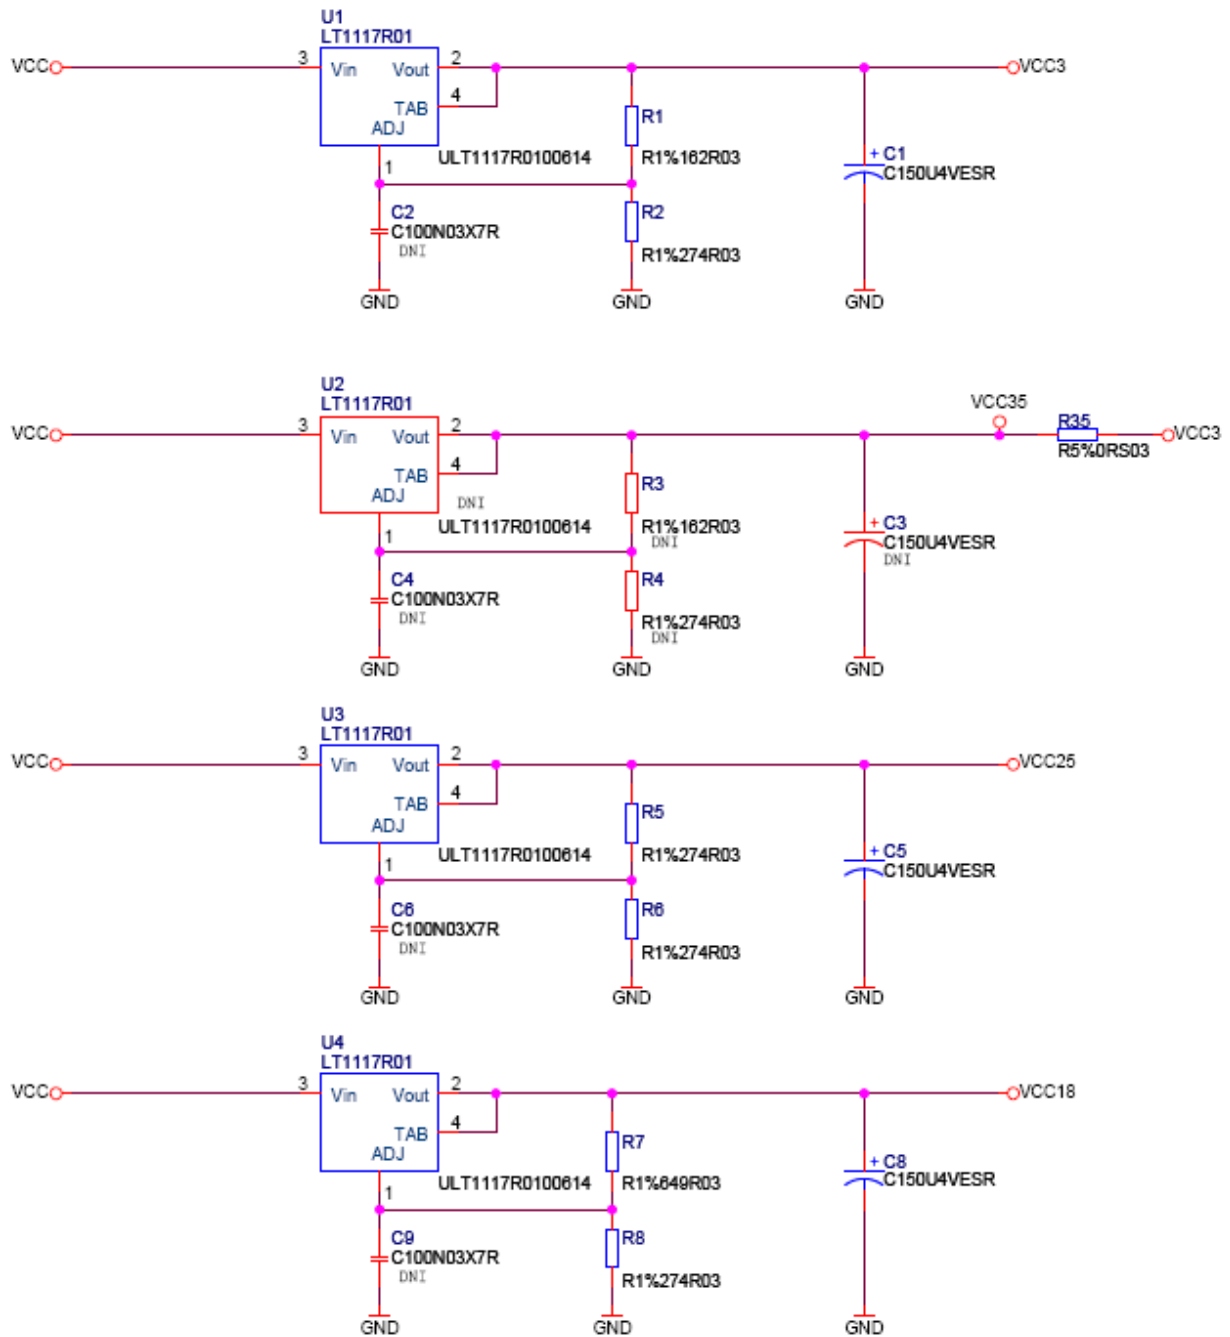 U1
LT1117R01
VCC
3
Vin
Vout
2
VCC3
TAB
4
ADJ
R1
+ C1
ULT1117R0100614
R1%162R03
1
C150U4VESR
C2
C100N03X7R
DNI
R2
R1%274R03
GND
GND
GND
U2
LT1117R01
VCC35
VCC
3
Vin
Vout
2
R35
VCC3
R5%0RS03
TAB
4
ADJ
DNI
R3
ULT1117R0100614
R1%162R03
DNI
1
+ C3
C150U4VESR
DNI
C4
C100N03X7R
DNI
R4
R1%274R03
DNI
GND
GND
GND
U3
LT1117R01
VCC
3
Vin
Vout
2
VCC25
TAB
4
ADJ
R5
ULT1117R0100614
R1%274R03
1
+ C5
C150U4VESR
C6
C100N03X7R
DNI
R6
R1%274R03
GND
GND
GND
U4
LT1117R01
VCC
3
Vin
Vout
2
VCC18
TAB
4
ADJ
R7
ULT1117R0100614
R1%649R03
1
+ C8
C150U4VESR
C9
C100N03X7R
DNI
R8
R1%274R03
GND
GND
GND